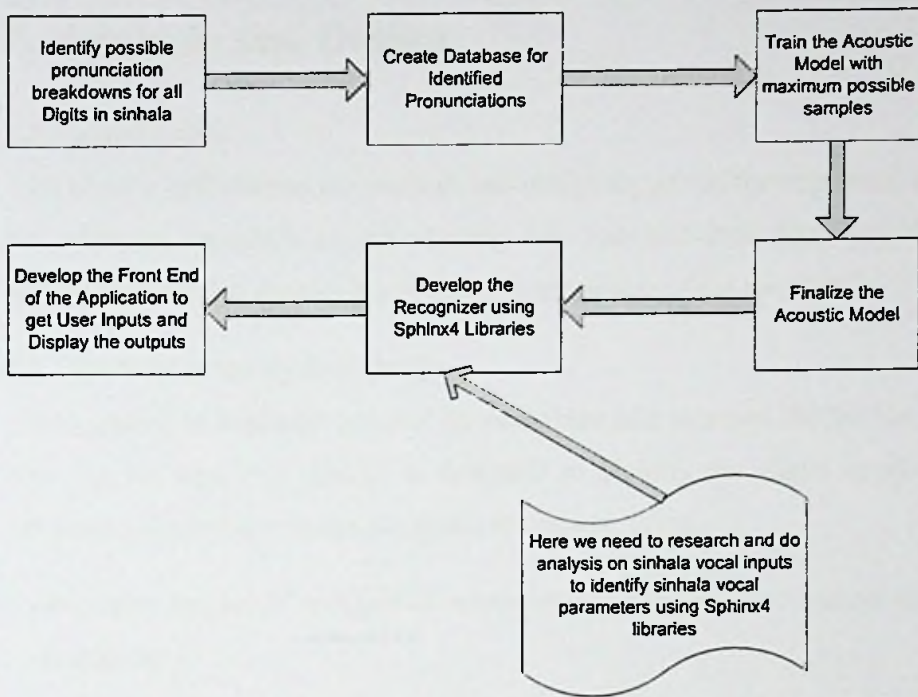 Identify possible
pronunciation
breakdowns for all
Digits in sinhala
Create Database for
Identified
Pronunciations
Train the Acoustic
Model with
maximum possible
samples
Finalize the
Acoustic Model
Develop the
Recognizer using
Sphinx4 Libraries
Develop the Front End
of the Application to
get User Inputs and
Display the outputs
Here we need to research and do
analysis on sinhala vocal inputs
to identify sinhala vocal
parameters using Sphinx4
libraries